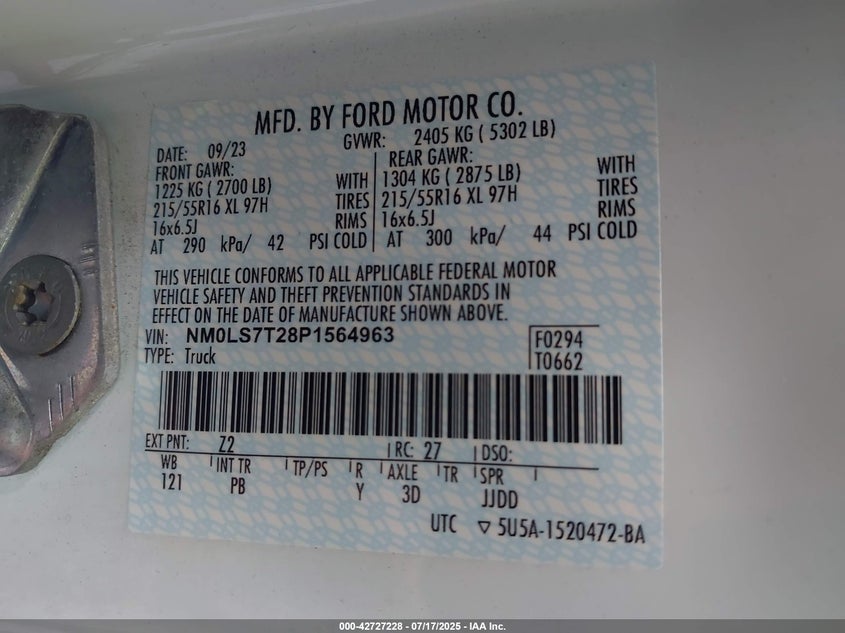 MFD. BY FORD MOTOR CO.
DATE: 09/23 GVWR: 2405 KG ( 5302 LB)
FRONT GAWR: REAR GAWR:
1225 KG ( 2700 LB) WITH 1304 KG ( 2875 LB) WITH
215/55R16 XL 97H TIRES 215/55R16 XL 97H TIRES
16x6.5J RIMS 16x6.5J RIMS
AT 290 kPa/ 42 PSI COLD AT 300 kPa/ 44 PSI COLD
THIS VEHICLE CONFORMS TO ALL APPLICABLE FEDERAL MOTOR
VEHICLE SAFETY AND THEFT PREVENTION STANDARDS IN
EFFECT ON THE DATE OF MANUFACTURE SHOWN ABOVE.
VIN: NM0LS7T28P1564963 F0294
TYPE: Truck T0662
EXT PNT: Z2 RC: 27 DSO:
WB INT TR TP/PS R AXLE TR SPR
121 PB Y 3D JJDD
UTC ▽ 5U5A-1520472-BA
000-42727228 - 07/17/2025 - IAA Inc.